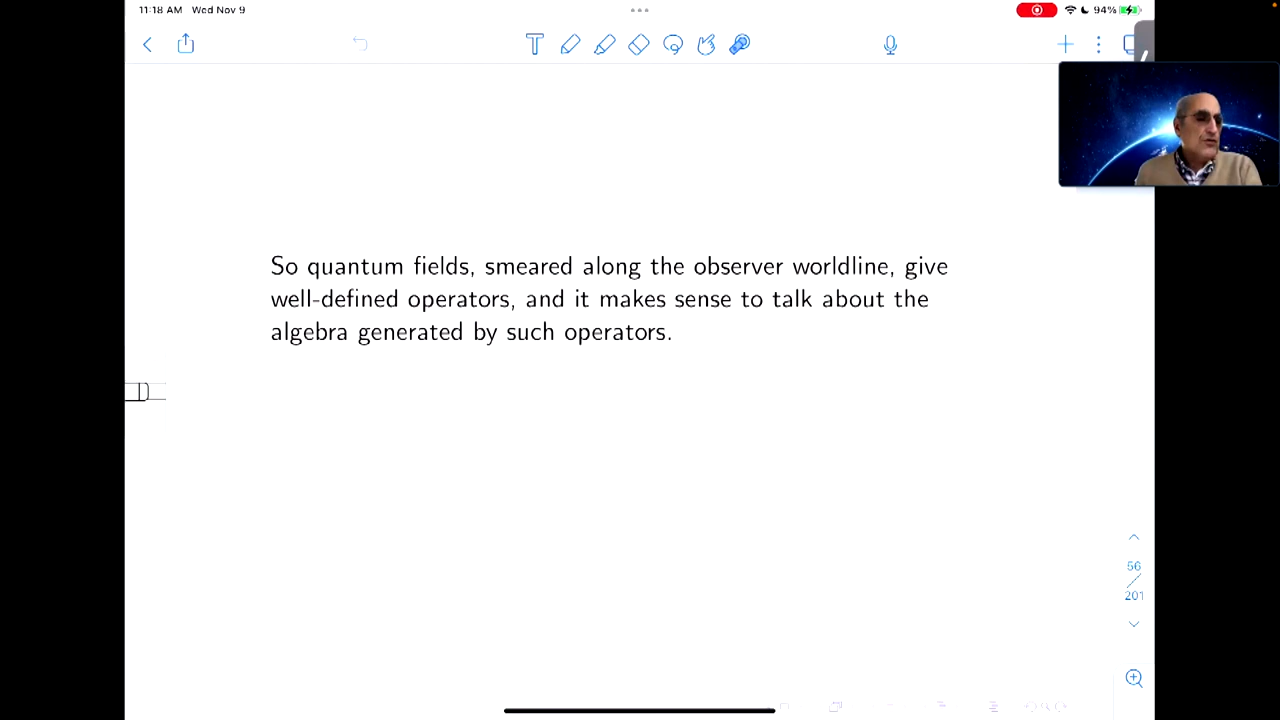 11:18 AM Wed Nov 9
94%
T
So quantum fields, smeared along the observer worldline, give
well-defined operators, and it makes sense to talk about the
algebra generated by such operators.
56
201